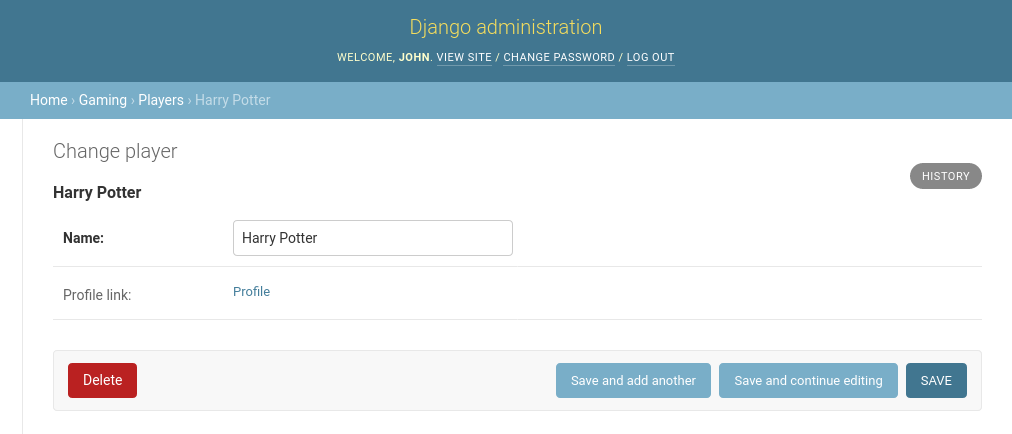 Django administration
WELCOME, JOHN. VIEW SITE / CHANGE PASSWORD / LOG OUT
Home › Gaming › Players › Harry Potter
Change player
HISTORY
Harry Potter
Name: Harry Potter
Profile link: Profile
Delete Save and add another Save and continue editing SAVE